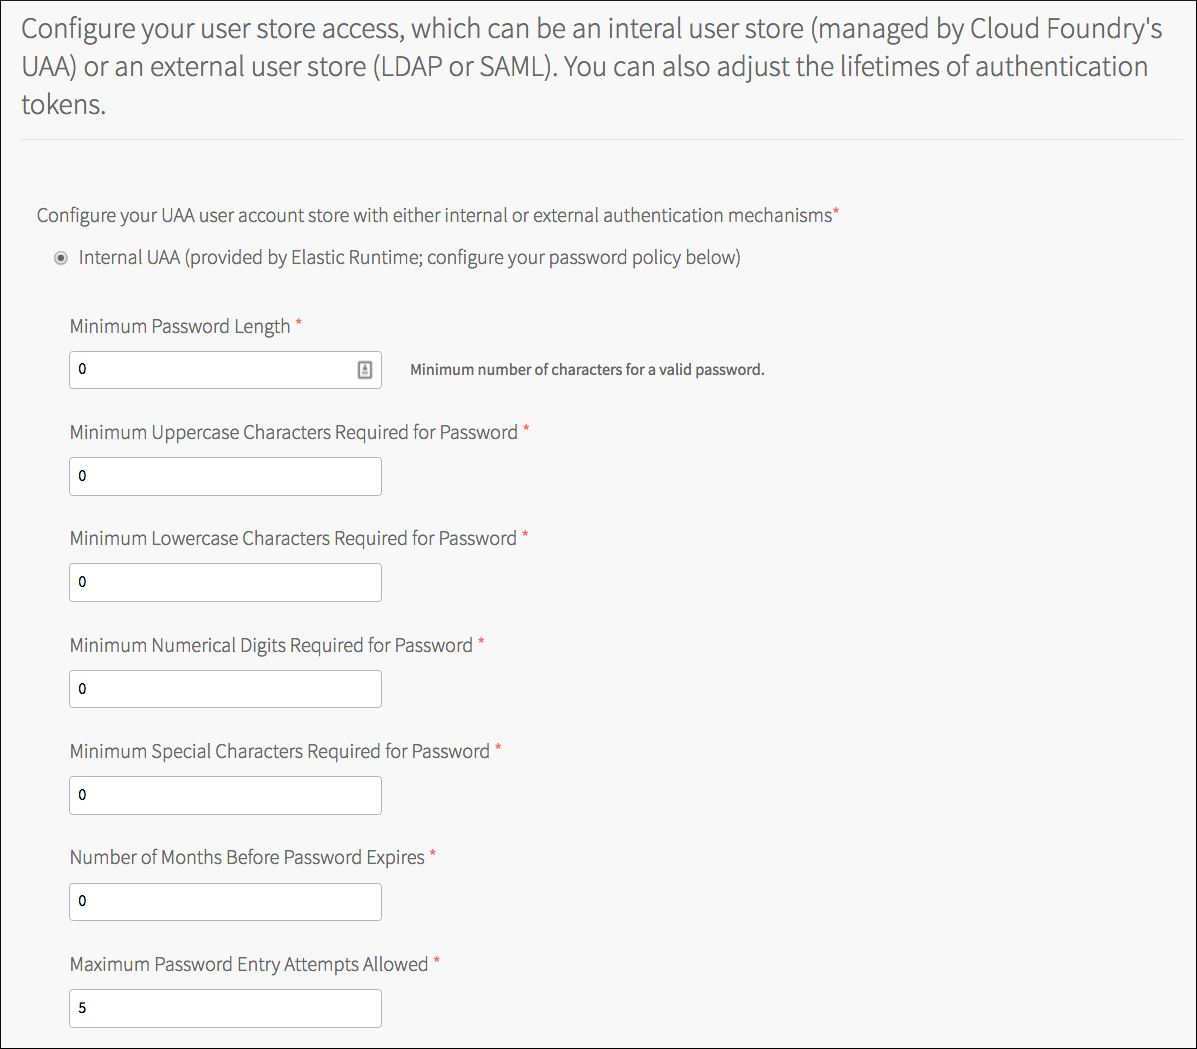 Configure your user store access, which can be an interal user store (managed by Cloud Foundry's
UAA) or an external user store (LDAP or SAML). You can also adjust the lifetimes of authentication
tokens.
Configure your UAA user account store with either internal or external authentication mechanisms*
Internal UAA (provided by Elastic Runtime; configure your password policy below)
Minimum Password Length *
0
Minimum number of characters for a valid password.
Minimum Uppercase Characters Required for Password *
0
Minimum Lowercase Characters Required for Password *
0
Minimum Numerical Digits Required for Password *
0
Minimum Special Characters Required for Password *
0
Number of Months Before Password Expires *
0
Maximum Password Entry Attempts Allowed *
5